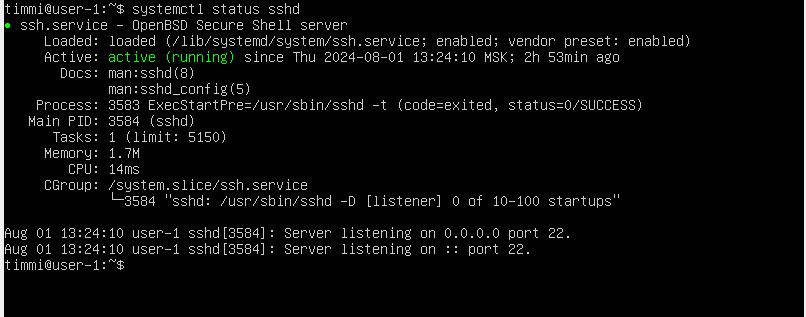 timmi@user-1:~$ systemctl status sshd
● ssh.service - OpenBSD Secure Shell server
     Loaded: loaded (/lib/systemd/system/ssh.service; enabled; vendor preset: enabled)
     Active: active (running) since Thu 2024-08-01 13:24:10 MSK; 2h 53min ago
       Docs: man:sshd(8)
             man:sshd_config(5)
    Process: 3583 ExecStartPre=/usr/sbin/sshd -t (code=exited, status=0/SUCCESS)
   Main PID: 3584 (sshd)
      Tasks: 1 (limit: 5150)
     Memory: 1.7M
        CPU: 14ms
     CGroup: /system.slice/ssh.service
             └─3584 "sshd: /usr/sbin/sshd -D [listener] 0 of 10-100 startups"

Aug 01 13:24:10 user-1 sshd[3584]: Server listening on 0.0.0.0 port 22.
Aug 01 13:24:10 user-1 sshd[3584]: Server listening on :: port 22.
timmi@user-1:~$